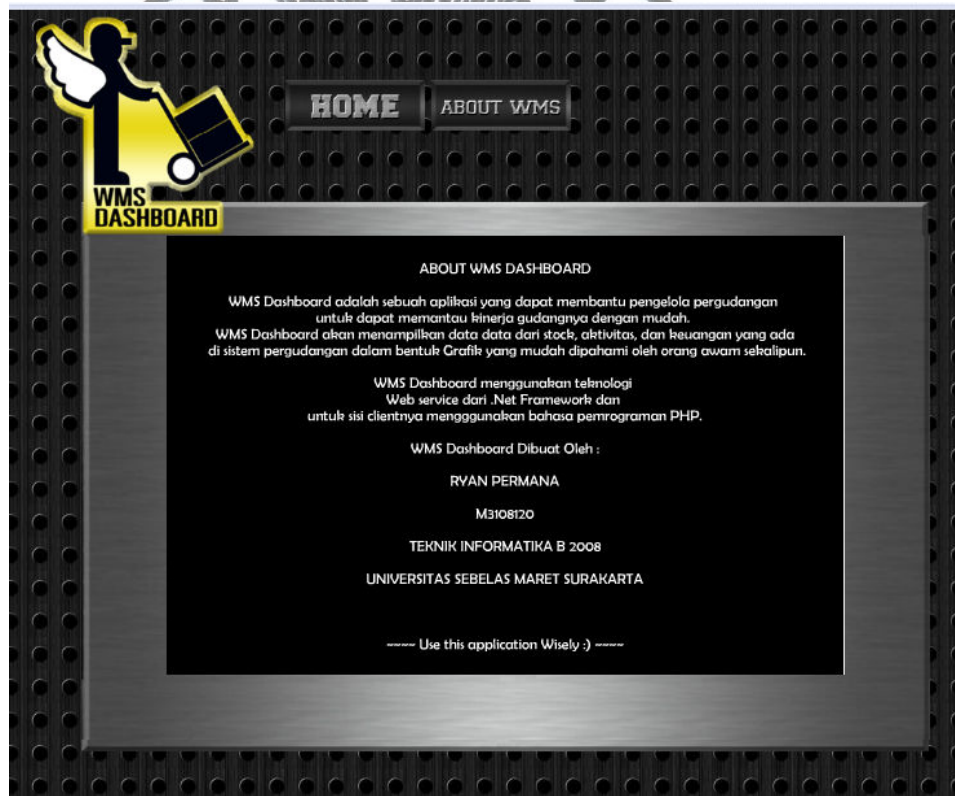 HOME
ABOUT WMS
WMS
DASHBOARD
ABOUT WMS DASHBOARD
WMS Dashboard adalah sebuah aplikasi yang dapat membantu pengelola pergudangan
untuk dapat memantau kinerja gudangnya dengan mudah.
WMS Dashboard akan menampilkan data data dari stock, aktivitas, dan keuangan yang ada
di sistem pergudangan dalam bentuk Grafik yang mudah dipahami oleh orang awam sekalipun.
WMS Dashboard menggunakan teknologi
Web service dari .Net Framework dan
untuk sisi clientnya mengggunakan bahasa pemrograman PHP.
WMS Dashboard Dibuat Oleh :
RYAN PERMANA
M3108120
TEKNIK INFORMATIKA B 2008
UNIVERSITAS SEBELAS MARET SURAKARTA
~~~~ Use this application Wisely :) ~~~~